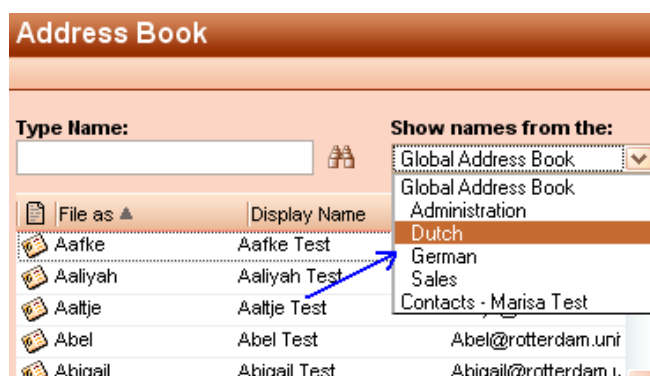 Address Book
Type Name:
Show names from the:
Global Address Book
Global Address Book
Administration
Dutch
German
Sales
Contacts - Marisa Test
File as
Display Name
Aafke
Aafke Test
Aaliyah
Aaliyah Test
Aaltje
Aaltje Test
Abel
Abel Test
Abel@rotterdam.uni
Abigail
Abigail Test
Abigail@rotterdam.u